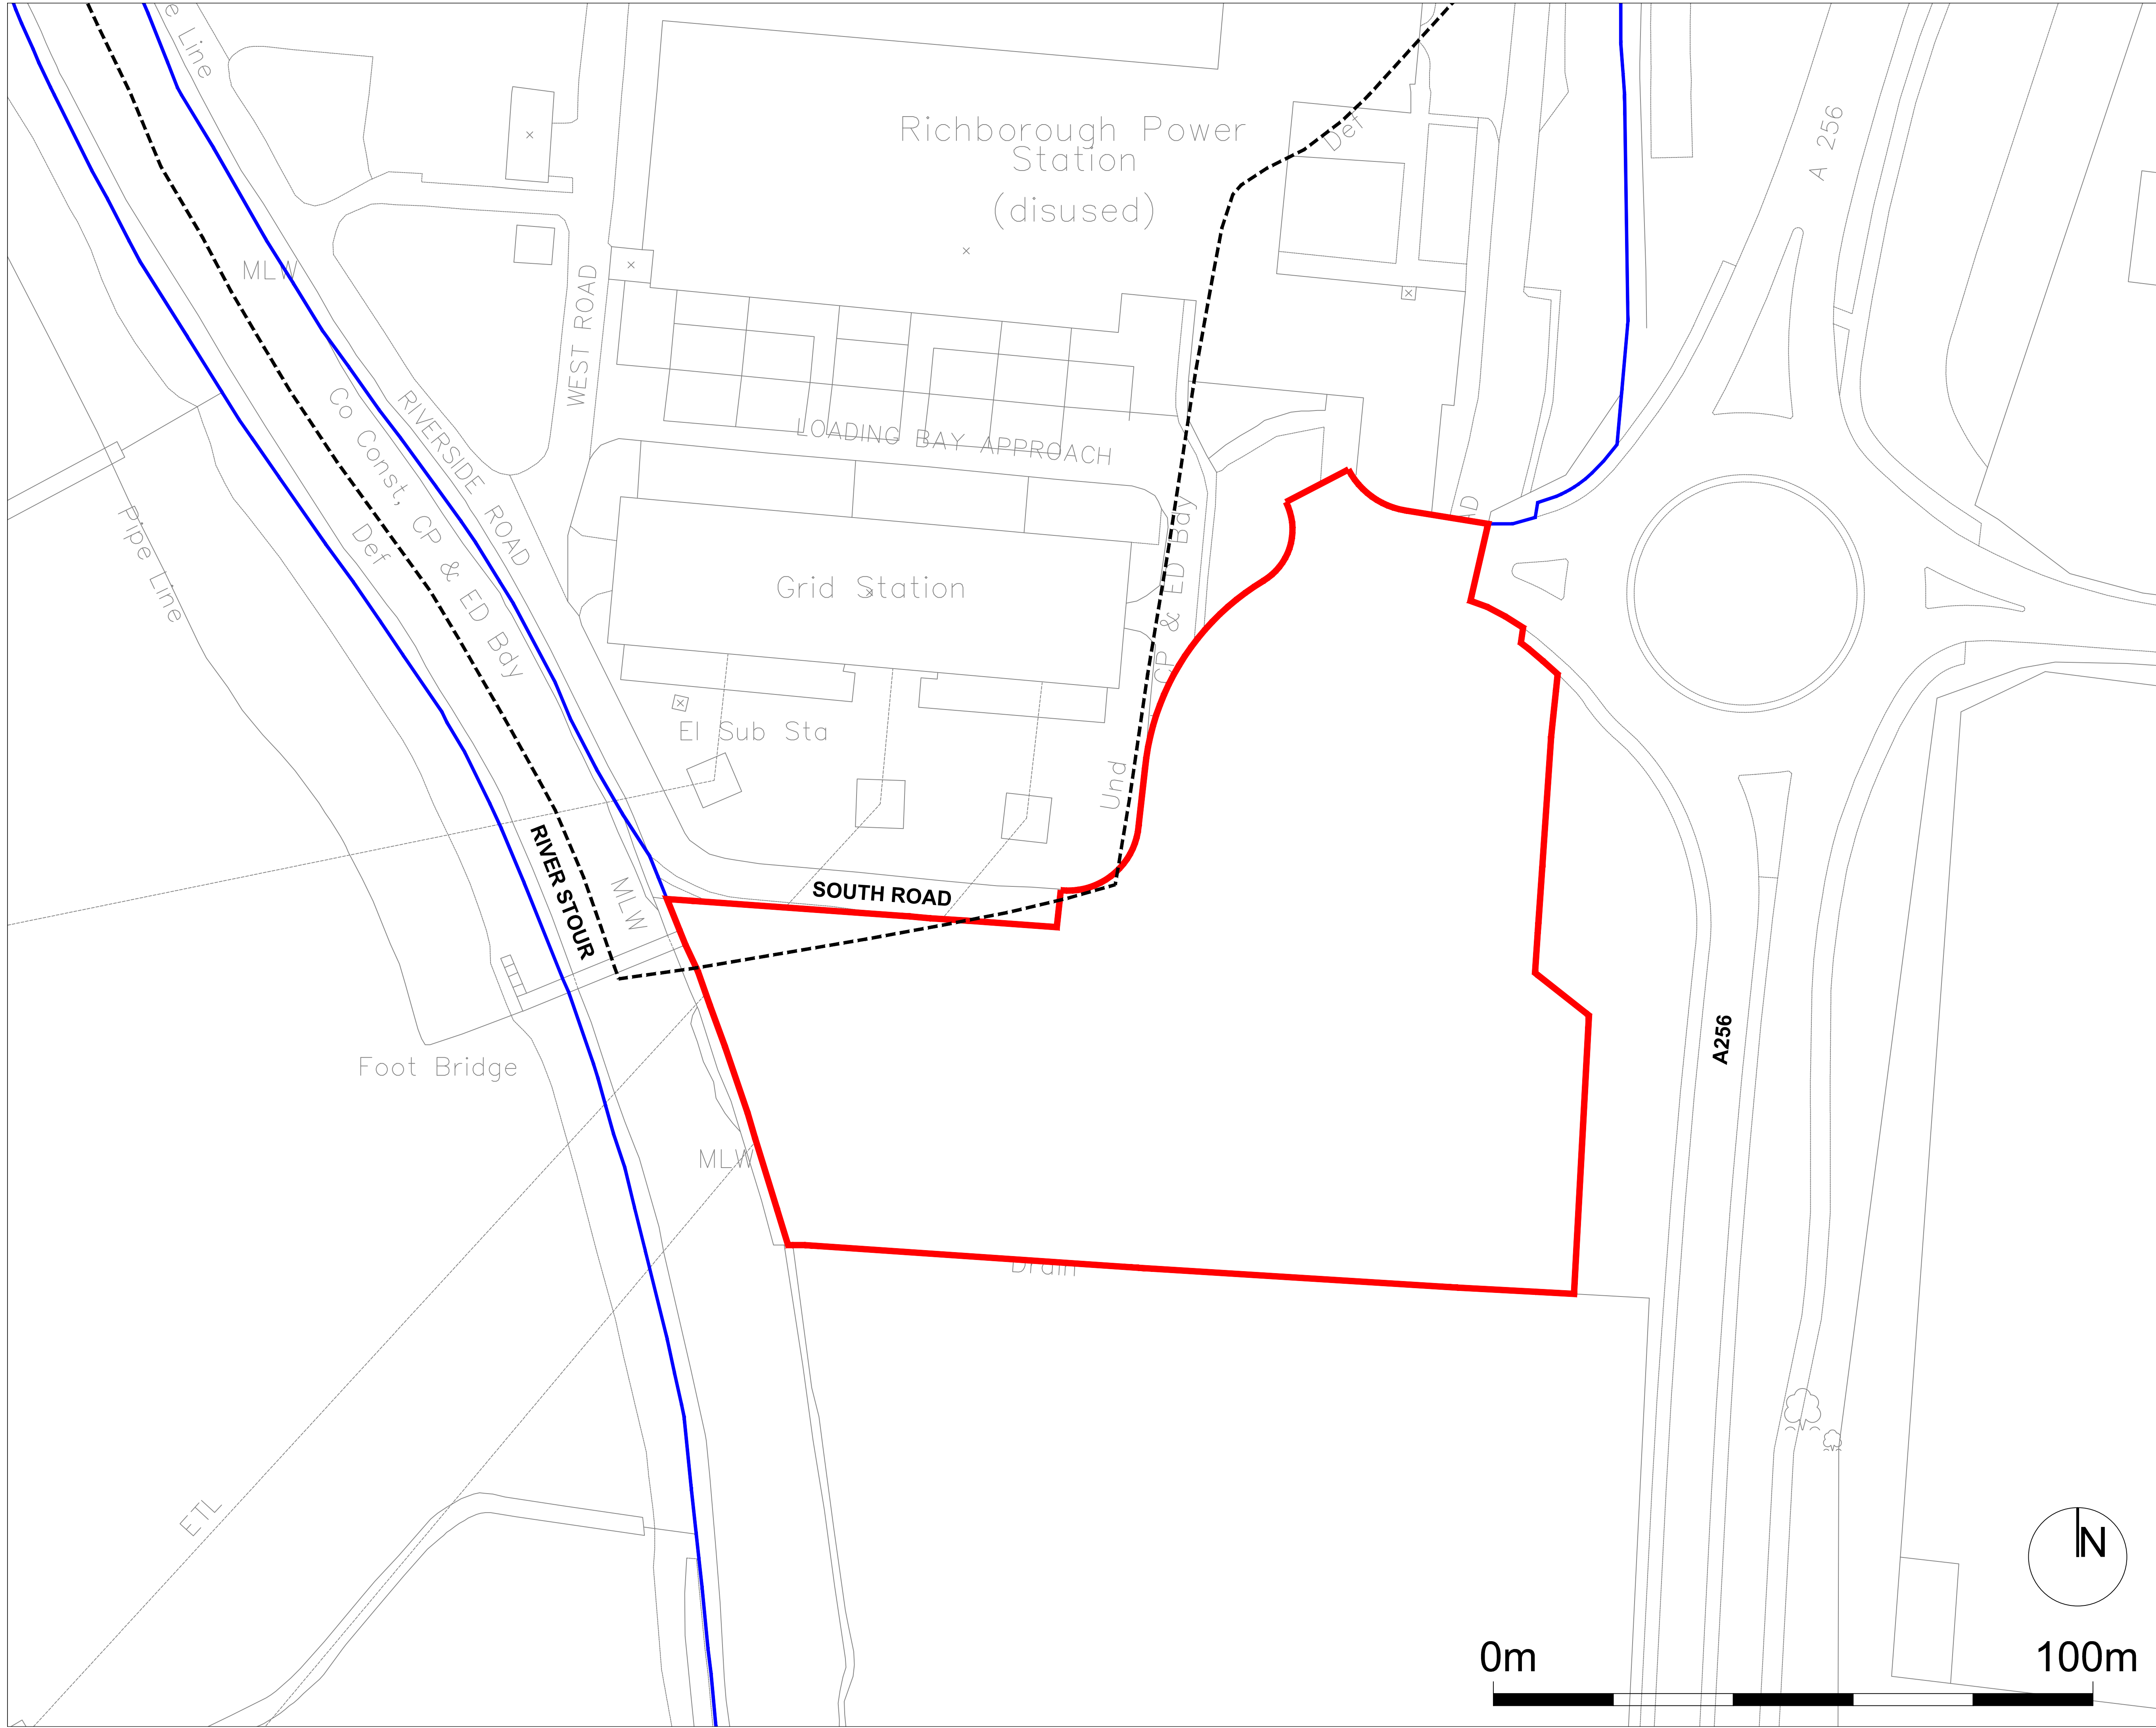 e Line
Richborough Power
Station
(disused)
Def
A 256
MLW
WEST ROAD
RIVERSIDE ROAD
Co Const, CP & ED Bdy
Def
LOADING BAY APPROACH
Pipe Line
Grid Station
Und
CP & ED Bdy
El Sub Sta
RIVER STOUR
MLW
SOUTH ROAD
A256
Foot Bridge
MLW
Drain
ETL
N
0m
100m